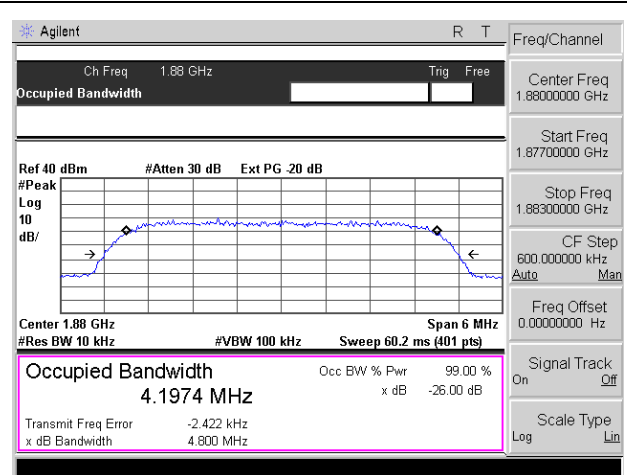 Agilent R T
Ch Freq 1.88 GHz Trig Free
Occupied Bandwidth
Ref 40 dBm #Atten 30 dB Ext PG -20 dB
#Peak
Log
10
dB/
Center 1.88 GHz Span 6 MHz
#Res BW 10 kHz #VBW 100 kHz Sweep 60.2 ms (401 pts)
Occupied Bandwidth Occ BW % Pwr 99.00 %
4.1974 MHz x dB -26.00 dB
Transmit Freq Error -2.422 kHz
x dB Bandwidth 4.800 MHz
Freq/Channel
Center Freq
1.88000000 GHz
Start Freq
1.87700000 GHz
Stop Freq
1.88300000 GHz
CF Step
600.000000 kHz
Auto Man
Freq Offset
0.00000000 Hz
Signal Track
On Off
Scale Type
Log Lin